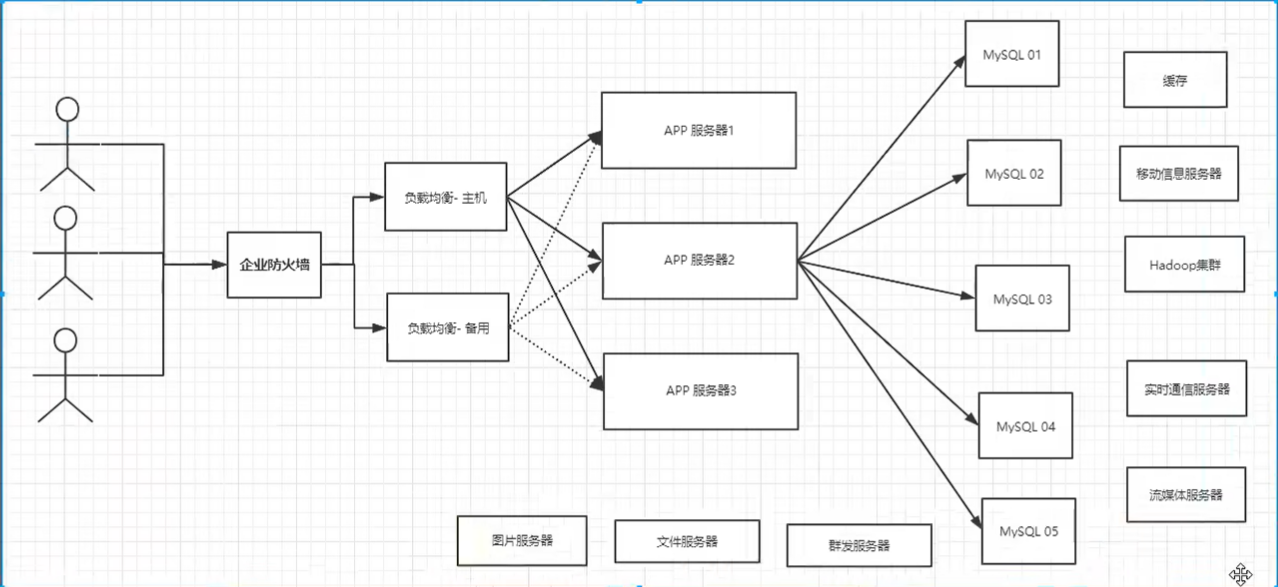 企业防火墙
负载均衡- 主机
负载均衡- 备用
APP 服务器1
APP 服务器2
APP 服务器3
MySQL 01
MySQL 02
MySQL 03
MySQL 04
MySQL 05
缓存
移动信息服务器
Hadoop集群
实时通信服务器
流媒体服务器
图片服务器
文件服务器
群发服务器